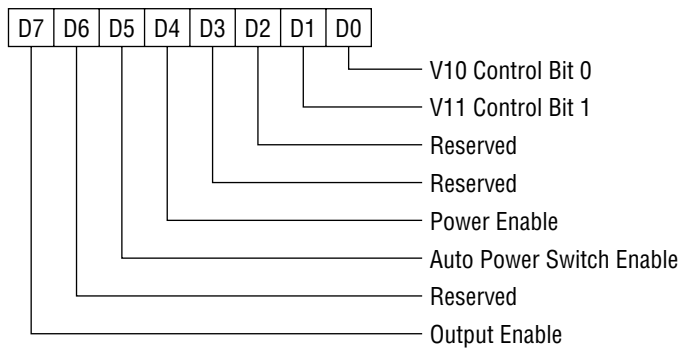 D7 D6 D5 D4 D3 D2 D1 D0
V10 Control Bit 0
V11 Control Bit 1
Reserved
Reserved
Power Enable
Auto Power Switch Enable
Reserved
Output Enable